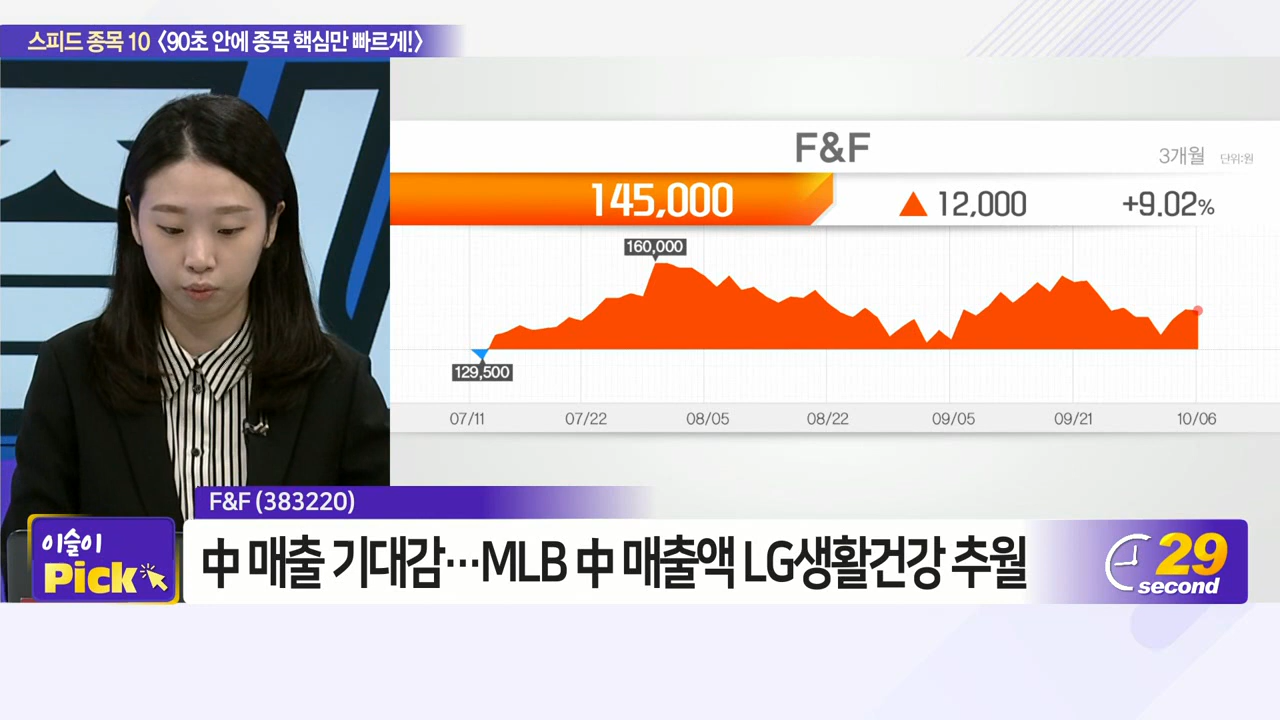 스피드 종목 10 〈90초 안에 종목 핵심만 빠르게!〉
F&F
3개월 단위:원
145,000 ▲ 12,000 +9.02%
160,000
129,500
07/11 07/22 08/05 08/22 09/05 09/21 10/06
F&F (383220)
이슬이
Pick
中 매출 기대감…MLB 中 매출액 LG생활건강 추월
29
second